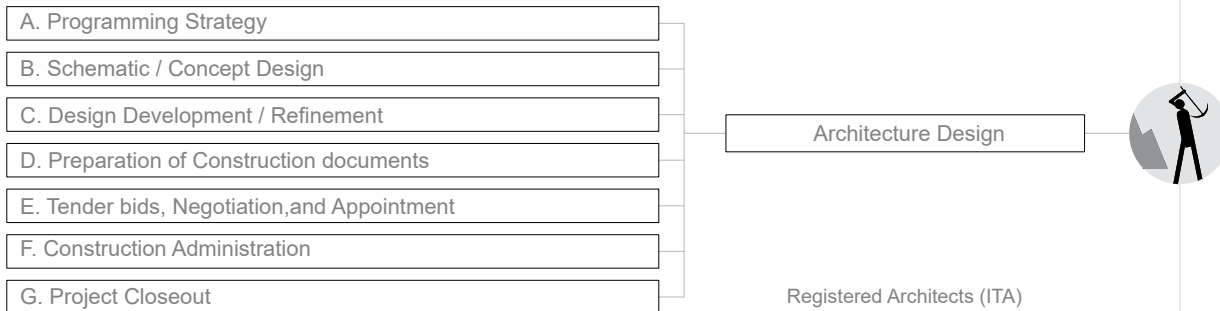 A. Programming Strategy
B. Schematic / Concept Design
C. Design Development / Refinement
D. Preparation of Construction documents
E. Tender bids, Negotiation,and Appointment
F. Construction Administration
G. Project Closeout
Architecture Design
Registered Architects (ITA)